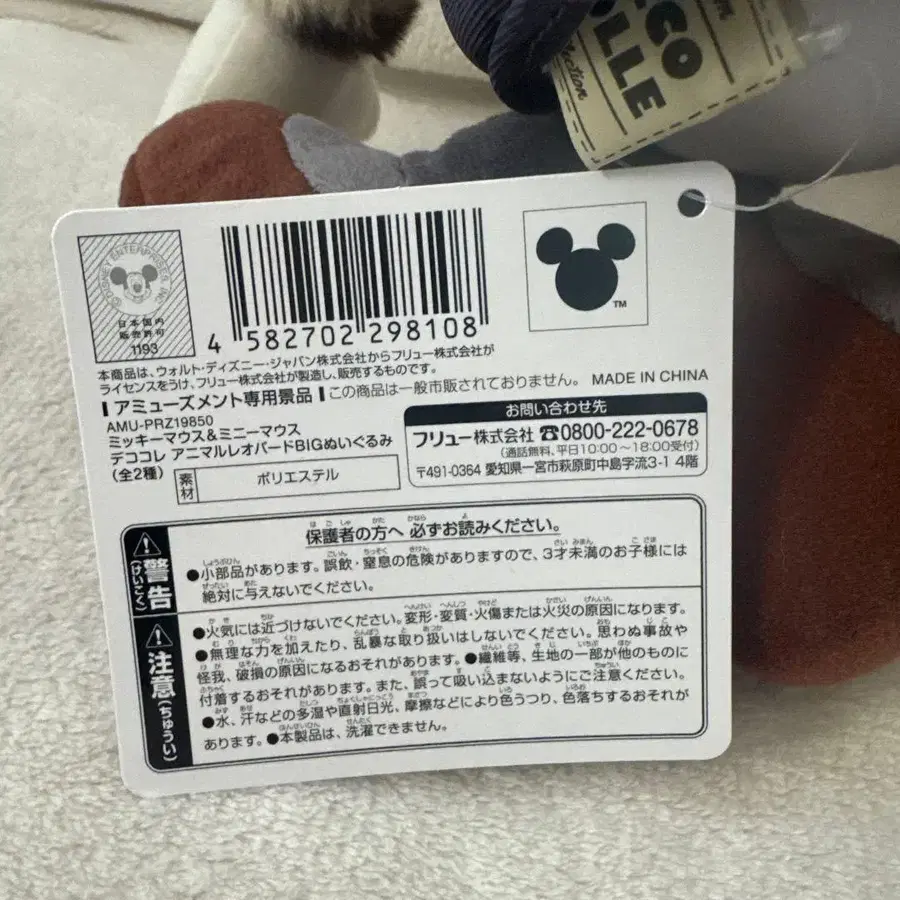 CO
LLE
ction
© DISNEY ENTERPRISES, INC.
日本国内
販売許可
1193
4 582702 298108
TM
本商品は、ウォルト・ディズニー・ジャパン株式会社からフリュー株式会社が
ライセンスをうけ、フリュー株式会社が製造し、販売するものです。
アミューズメント専用景品 この商品は一般市販されておりません。 MADE IN CHINA
AMU-PRZ19850
ミッキーマウス&ミニーマウス
デココレ アニマルレオパードBIGぬいぐるみ
(全2種)
素材 ポリエステル
お問い合わせ先
フリュー株式会社 ☎0800-222-0678
(通話無料、平日10:00~18:00受付)
〒491-0364 愛知県一宮市萩原町中島字流3-1 4階
警告(けいこく)
保護者の方へ 必ずお読みください。
●小部品があります。誤飲・窒息の危険がありますので、3才未満のお子様には
絶対に与えないでください。
注意(ちゅうい)
●火気には近づけないでください。変形・変質・火傷または火災の原因になります。
●無理な力を加えたり、乱暴な取り扱いはしないでください。思わぬ事故や
怪我、破損の原因になるおそれがあります。●繊維等、生地の一部が他のものに
付着するおそれがあります。また、誤って吸い込まないようにご注意ください。
●水、汗などの多湿や直射日光、摩擦などにより色うつり、色落ちするおそれが
あります。●本製品は、洗濯できません。